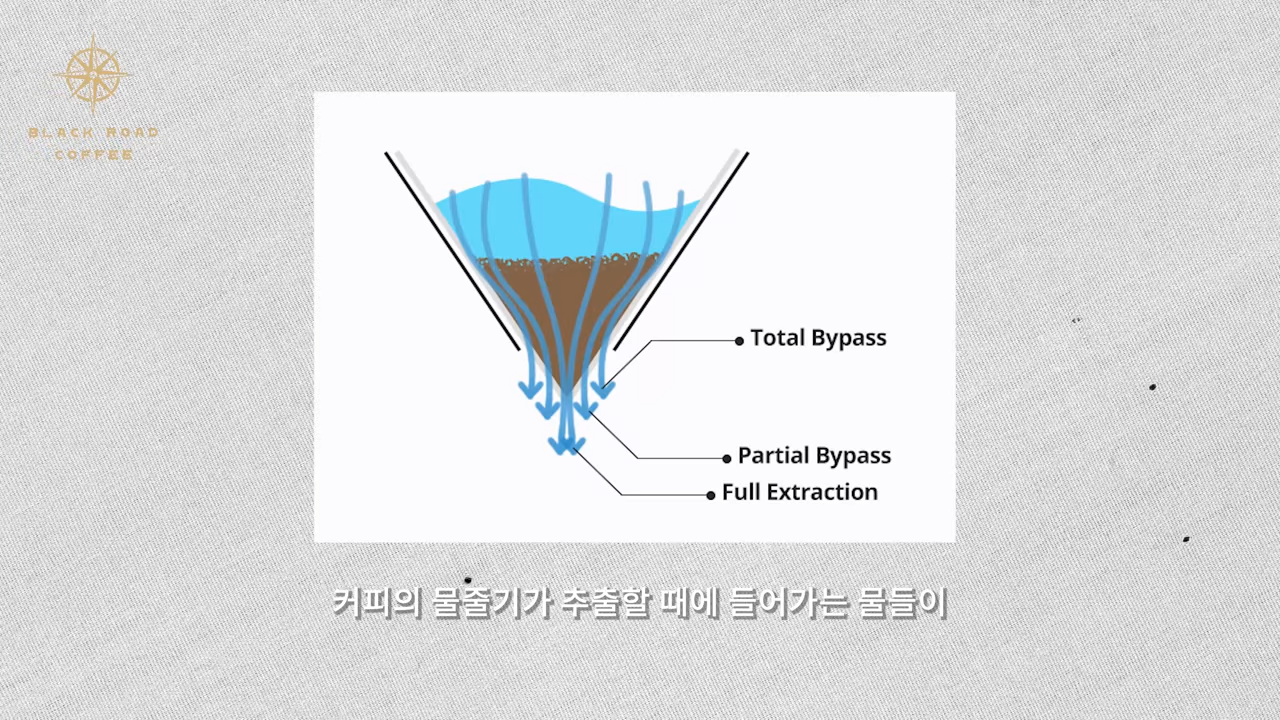 BLACK ROAD
COFFEE
Total Bypass
Partial Bypass
Full Extraction
커피의 물줄기가 추출할 때에 들어가는 물들이